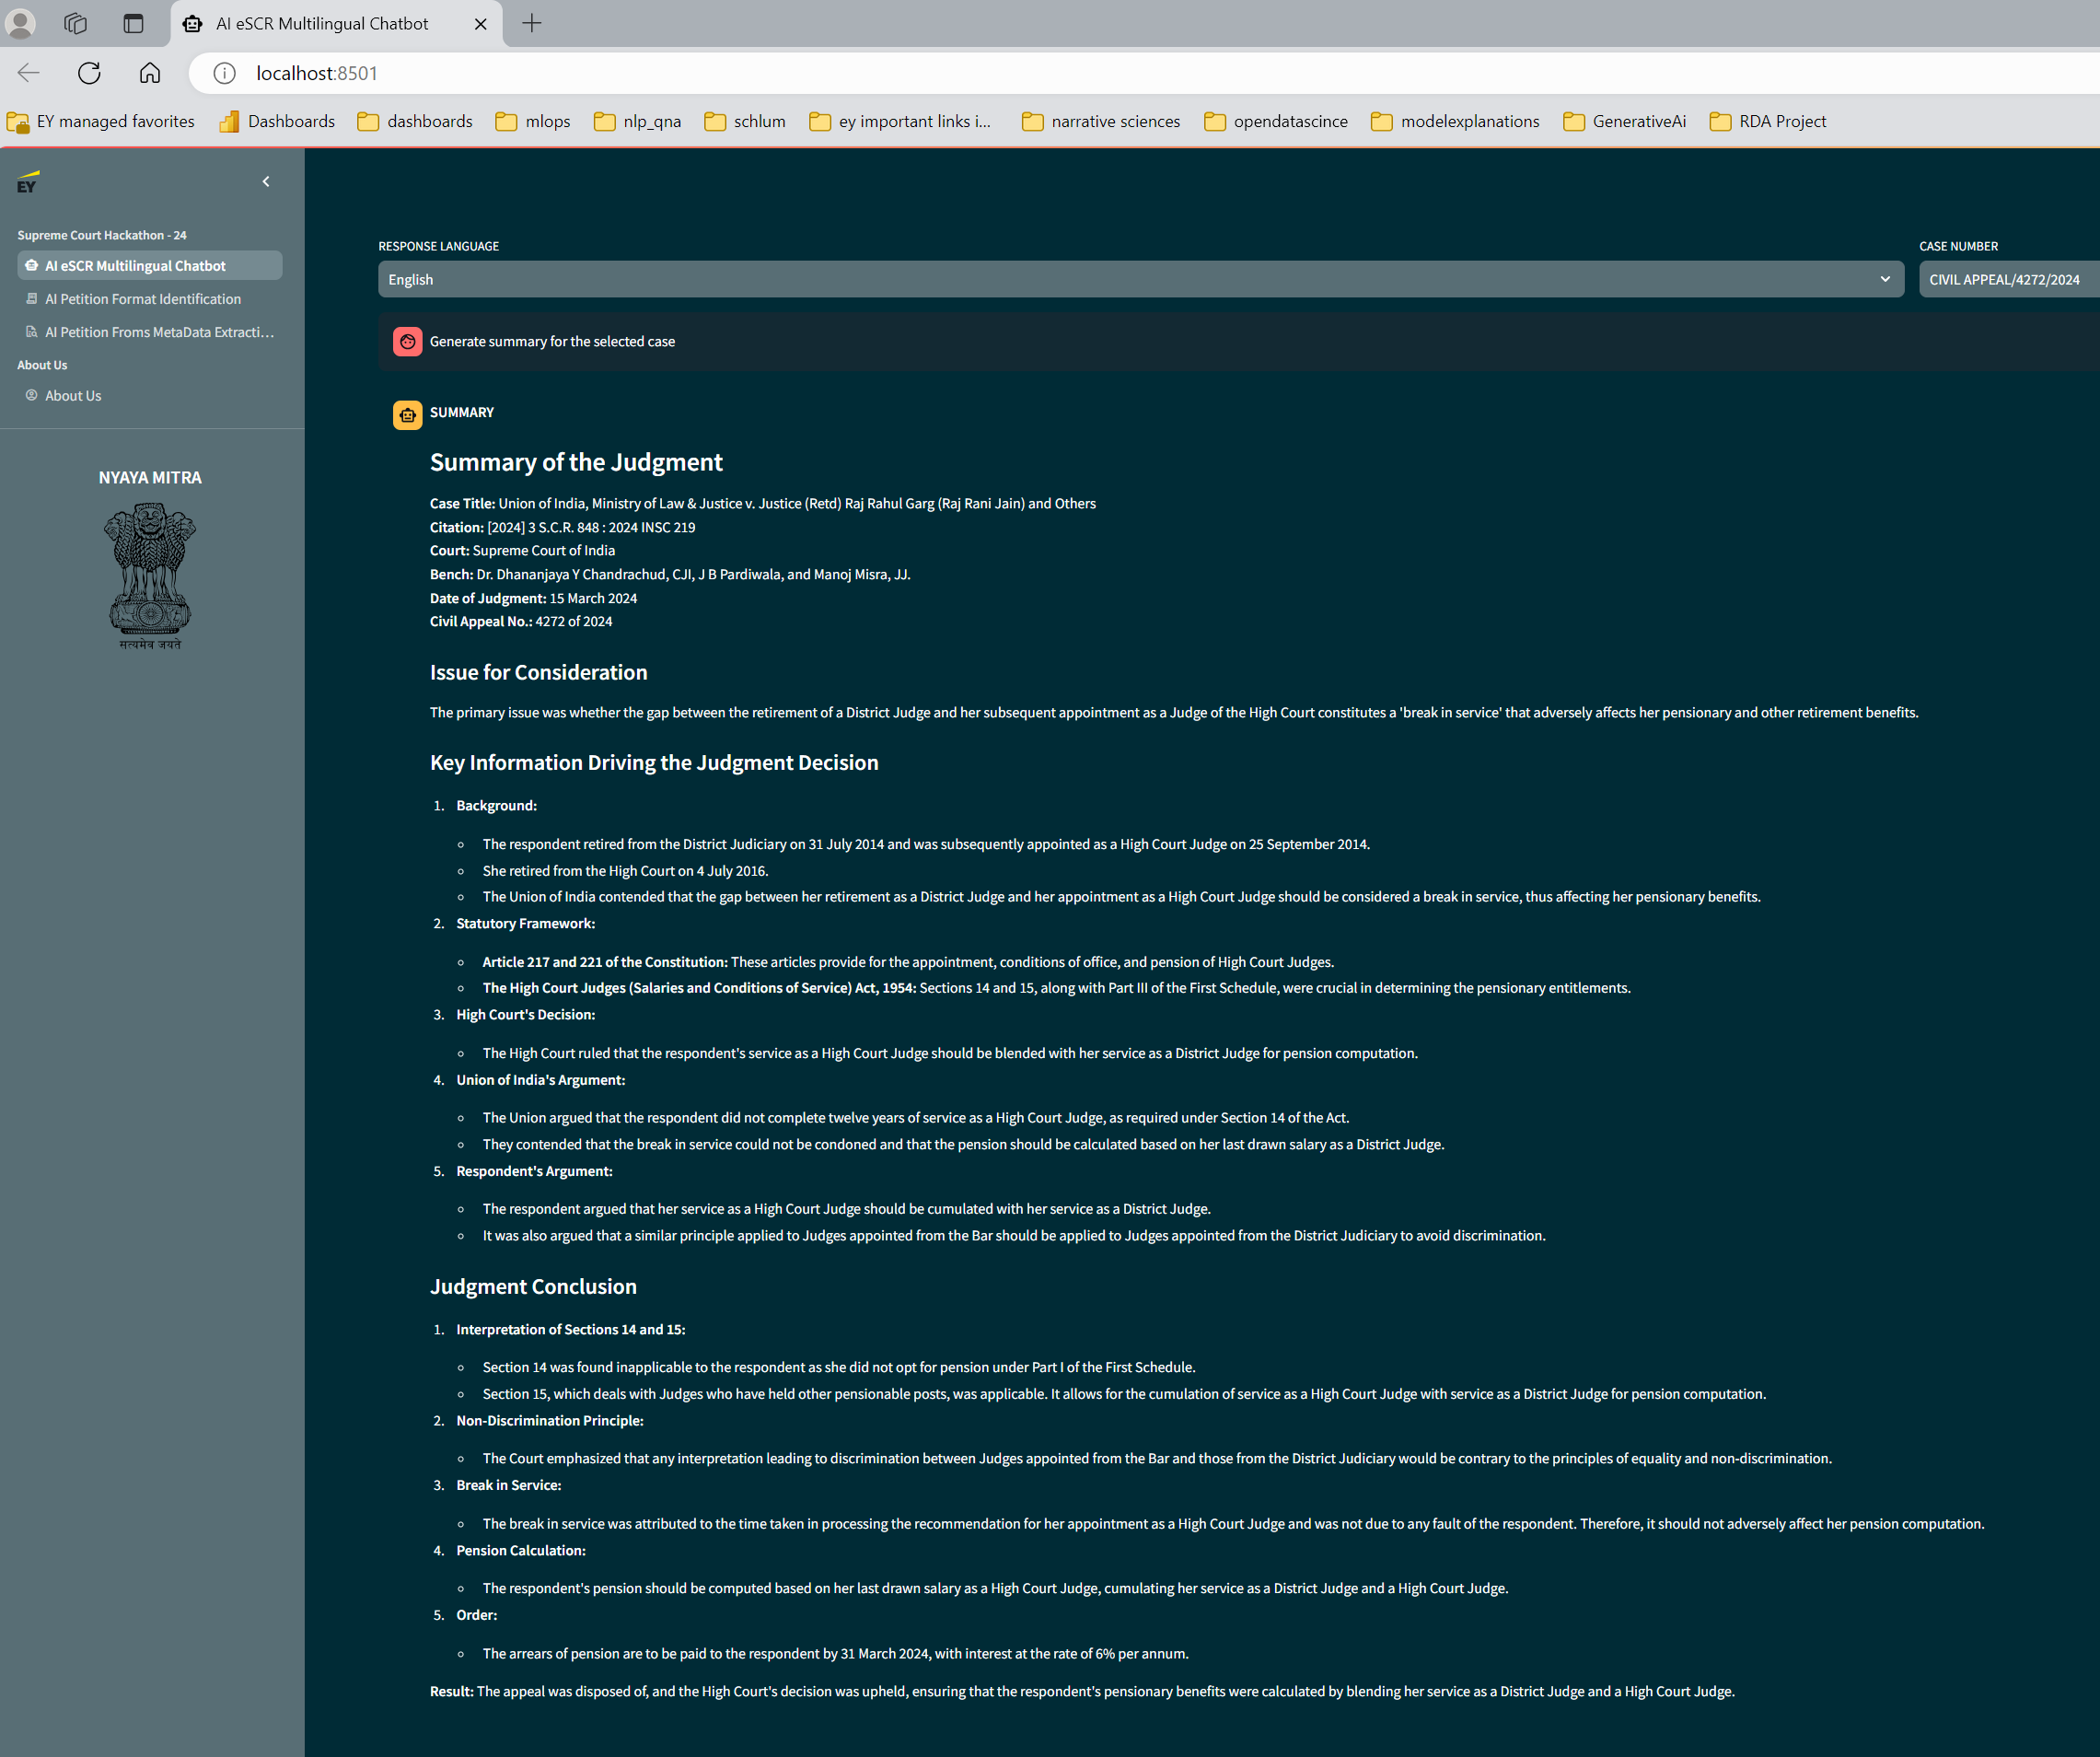 AI eSCR Multilingual Chatbot
localhost:8501
EY managed favorites Dashboards dashboards mlops nlp_qna schlum ey important links i... narrative sciences opendatascince modelexplanations GenerativeAi RDA Project
EY
Supreme Court Hackathon - 24
AI eSCR Multilingual Chatbot
AI Petition Format Identification
AI Petition Froms MetaData Extracti...
About Us
About Us
NYAYA MITRA
सत्यमेव जयते
RESPONSE LANGUAGE
English
CASE NUMBER
CIVIL APPEAL/4272/2024
Generate summary for the selected case
SUMMARY
Summary of the Judgment
Case Title: Union of India, Ministry of Law & Justice v. Justice (Retd) Raj Rahul Garg (Raj Rani Jain) and Others
Citation: [2024] 3 S.C.R. 848 : 2024 INSC 219
Court: Supreme Court of India
Bench: Dr. Dhananjaya Y Chandrachud, CJI, J B Pardiwala, and Manoj Misra, JJ.
Date of Judgment: 15 March 2024
Civil Appeal No.: 4272 of 2024
Issue for Consideration
The primary issue was whether the gap between the retirement of a District Judge and her subsequent appointment as a Judge of the High Court constitutes a 'break in service' that adversely affects her pensionary and other retirement benefits.
Key Information Driving the Judgment Decision
1. Background:
The respondent retired from the District Judiciary on 31 July 2014 and was subsequently appointed as a High Court Judge on 25 September 2014.
She retired from the High Court on 4 July 2016.
The Union of India contended that the gap between her retirement as a District Judge and her appointment as a High Court Judge should be considered a break in service, thus affecting her pensionary benefits.
2. Statutory Framework:
Article 217 and 221 of the Constitution: These articles provide for the appointment, conditions of office, and pension of High Court Judges.
The High Court Judges (Salaries and Conditions of Service) Act, 1954: Sections 14 and 15, along with Part III of the First Schedule, were crucial in determining the pensionary entitlements.
3. High Court's Decision:
The High Court ruled that the respondent's service as a High Court Judge should be blended with her service as a District Judge for pension computation.
4. Union of India's Argument:
The Union argued that the respondent did not complete twelve years of service as a High Court Judge, as required under Section 14 of the Act.
They contended that the break in service could not be condoned and that the pension should be calculated based on her last drawn salary as a District Judge.
5. Respondent's Argument:
The respondent argued that her service as a High Court Judge should be cumulated with her service as a District Judge.
It was also argued that a similar principle applied to Judges appointed from the Bar should be applied to Judges appointed from the District Judiciary to avoid discrimination.
Judgment Conclusion
1. Interpretation of Sections 14 and 15:
Section 14 was found inapplicable to the respondent as she did not opt for pension under Part I of the First Schedule.
Section 15, which deals with Judges who have held other pensionable posts, was applicable. It allows for the cumulation of service as a High Court Judge with service as a District Judge for pension computation.
2. Non-Discrimination Principle:
The Court emphasized that any interpretation leading to discrimination between Judges appointed from the Bar and those from the District Judiciary would be contrary to the principles of equality and non-discrimination.
3. Break in Service:
The break in service was attributed to the time taken in processing the recommendation for her appointment as a High Court Judge and was not due to any fault of the respondent. Therefore, it should not adversely affect her pension computation.
4. Pension Calculation:
The respondent's pension should be computed based on her last drawn salary as a High Court Judge, cumulating her service as a District Judge and a High Court Judge.
5. Order:
The arrears of pension are to be paid to the respondent by 31 March 2024, with interest at the rate of 6% per annum.
Result: The appeal was disposed of, and the High Court's decision was upheld, ensuring that the respondent's pensionary benefits were calculated by blending her service as a District Judge and a High Court Judge.